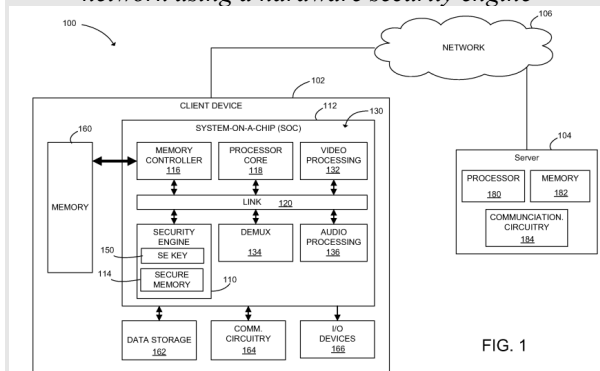 network using a hardware security engine
100
106
NETWORK
102
CLIENT DEVICE
112
SYSTEM-ON-A-CHIP (SOC)
130
160
MEMORY
MEMORY
CONTROLLER
116
PROCESSOR
CORE
118
VIDEO
PROCESSING
132
LINK 120
SECURITY
ENGINE
150
SE KEY
114
SECURE
MEMORY
110
DEMUX
134
AUDIO
PROCESSING
136
DATA STORAGE
162
COMM.
CIRCUITRY
164
I/O
DEVICES
166
104
Server
PROCESSOR
180
MEMORY
182
COMMUNCIATION.
CIRCUITRY
184
FIG. 1